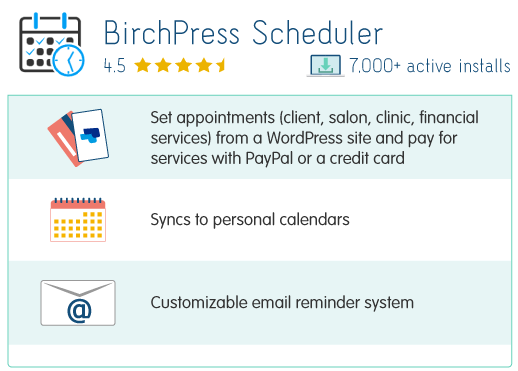 BirchPress Scheduler
4.5
7,000+ active installs
Set appointments (client, salon, clinic, financial
services) from a WordPress site and pay for
services with PayPal or a credit card
Syncs to personal calendars
@
Customizable email reminder system